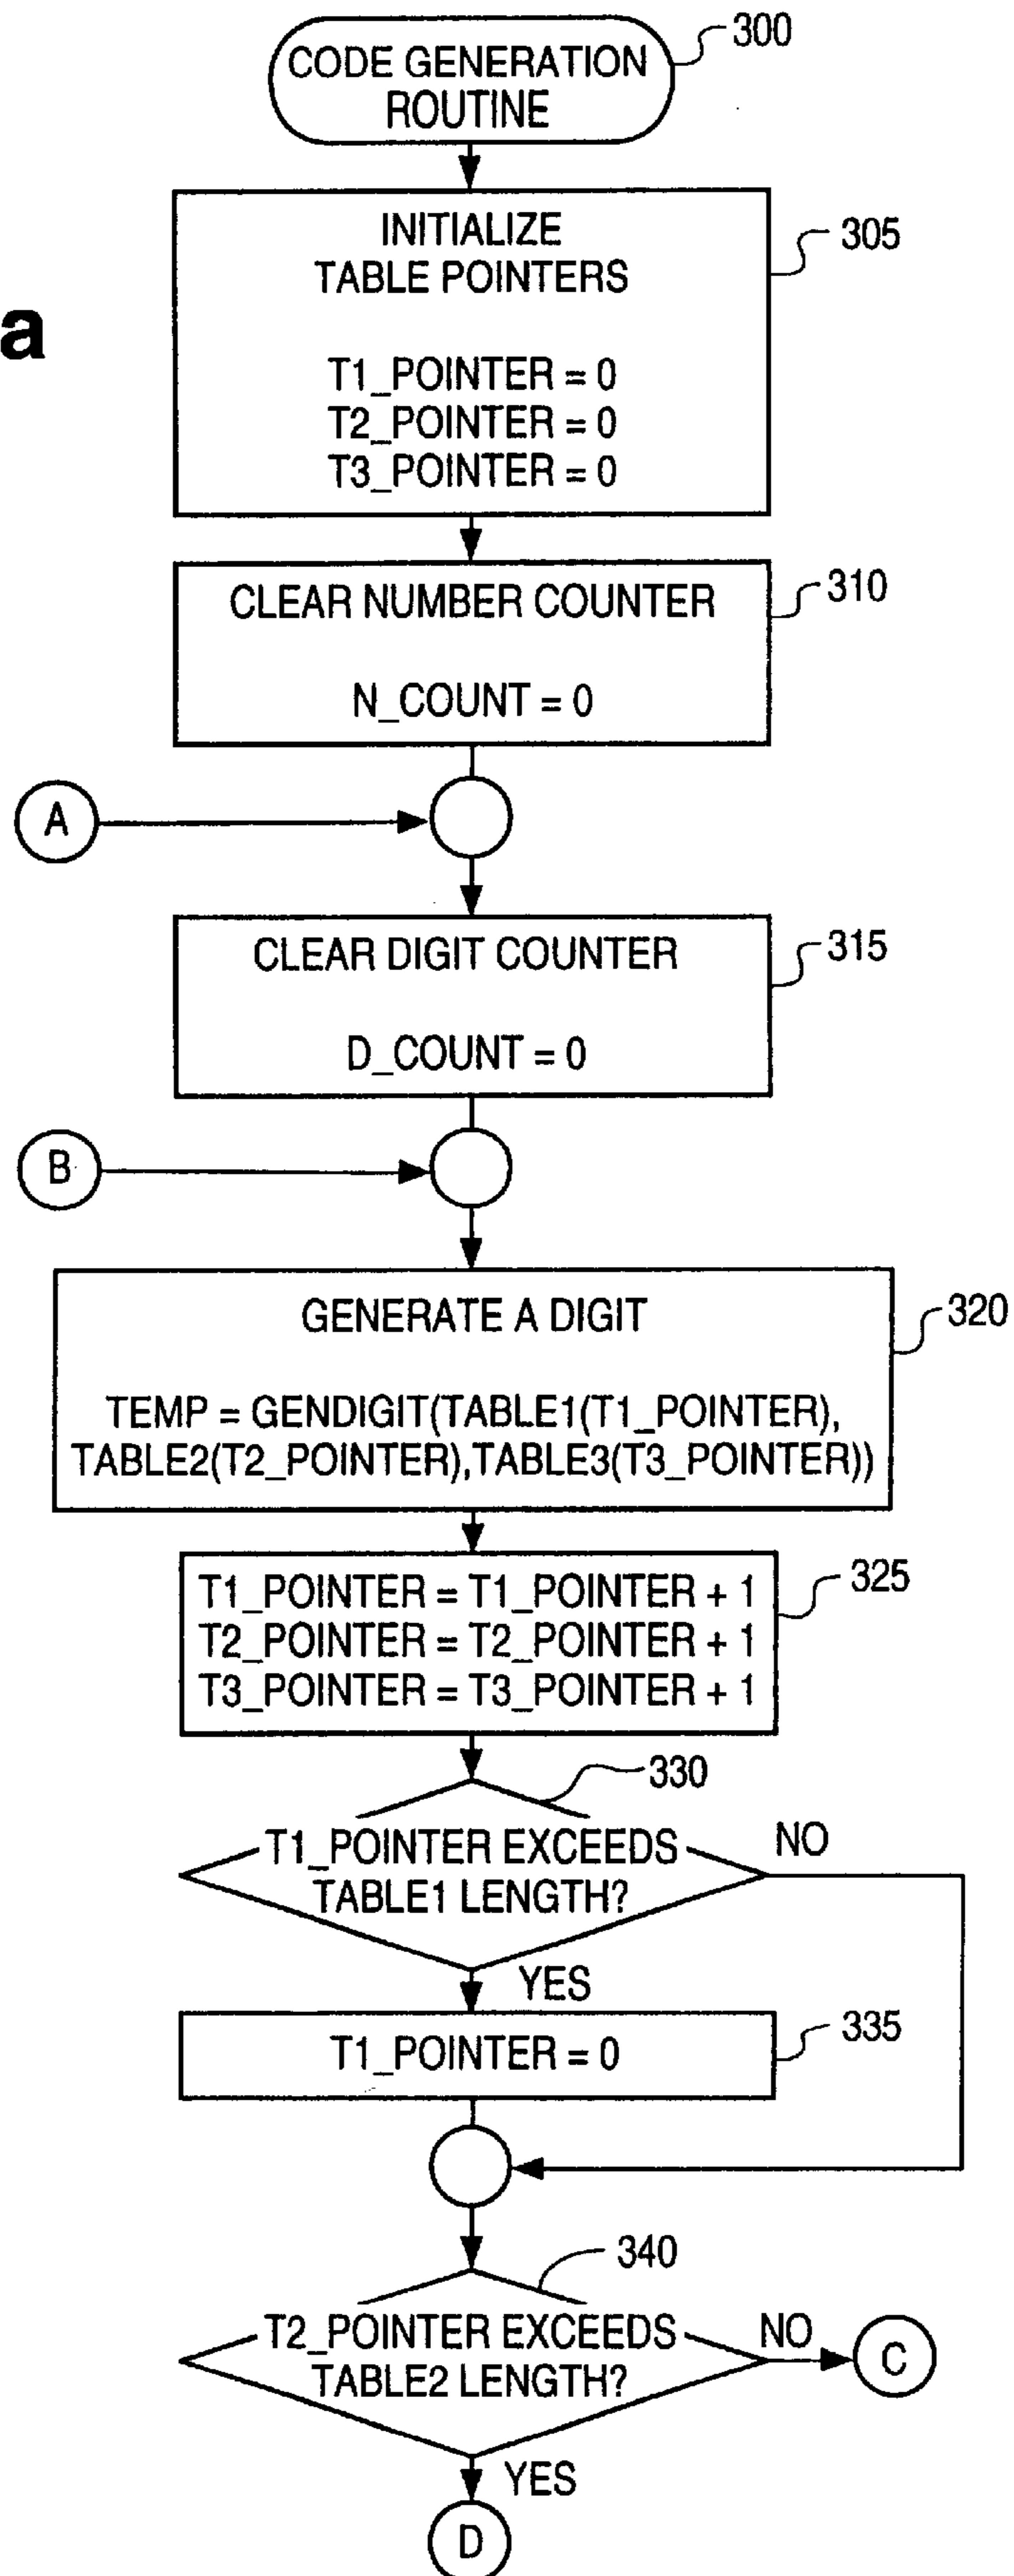 CODE GENERATION
ROUTINE
300
INITIALIZE
TABLE POINTERS
305
a
T1_POINTER = 0
T2_POINTER = 0
T3_POINTER = 0
CLEAR NUMBER COUNTER
310
N_COUNT = 0
A
CLEAR DIGIT COUNTER
315
D_COUNT = 0
B
GENERATE A DIGIT
320
TEMP = GENDIGIT(TABLE1(T1_POINTER),
TABLE2(T2_POINTER),TABLE3(T3_POINTER))
T1_POINTER = T1_POINTER + 1
T2_POINTER = T2_POINTER + 1
T3_POINTER = T3_POINTER + 1
325
330
T1_POINTER EXCEEDS
TABLE1 LENGTH?
NO
YES
T1_POINTER = 0
335
340
T2_POINTER EXCEEDS
TABLE2 LENGTH?
NO
C
YES
D